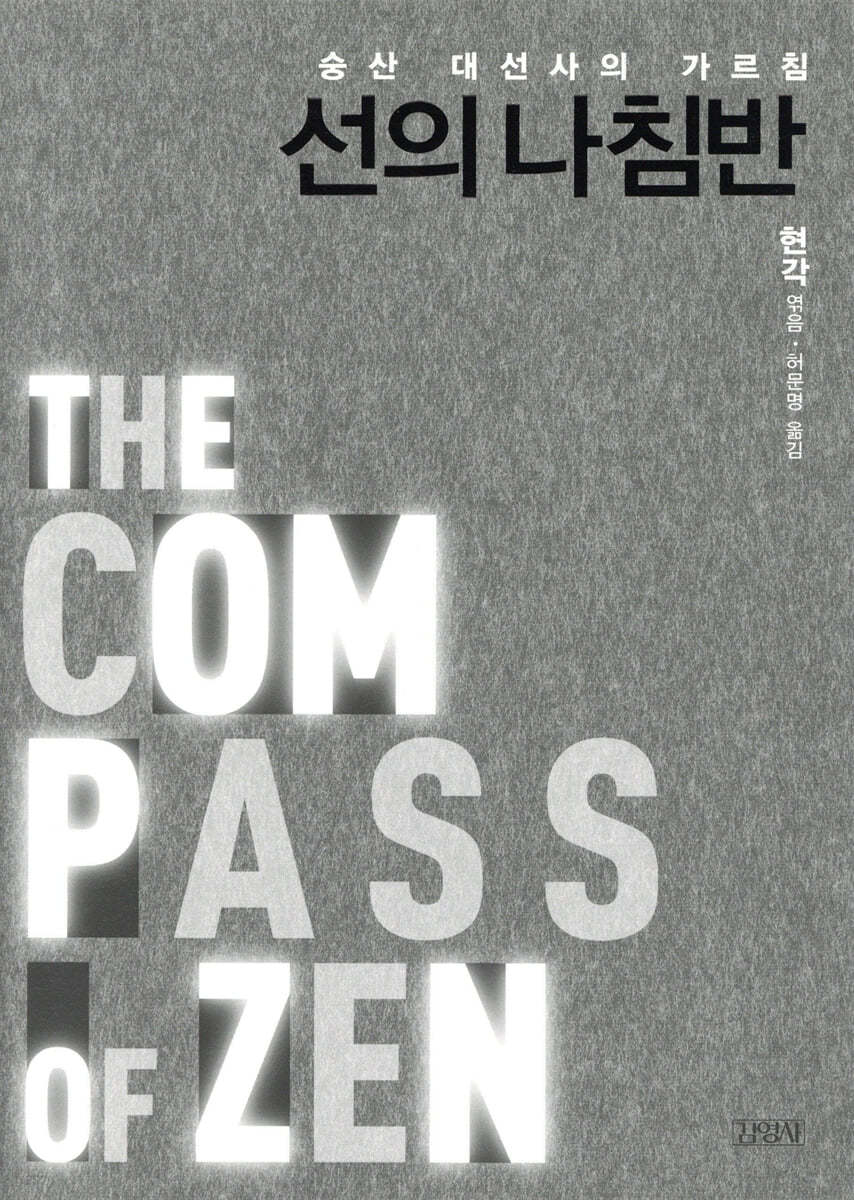 숭산 대선사의 가르침
선의 나침반
현각 엮음 · 허문명 옮김
THE
COM
PASS
OF ZEN
김영사